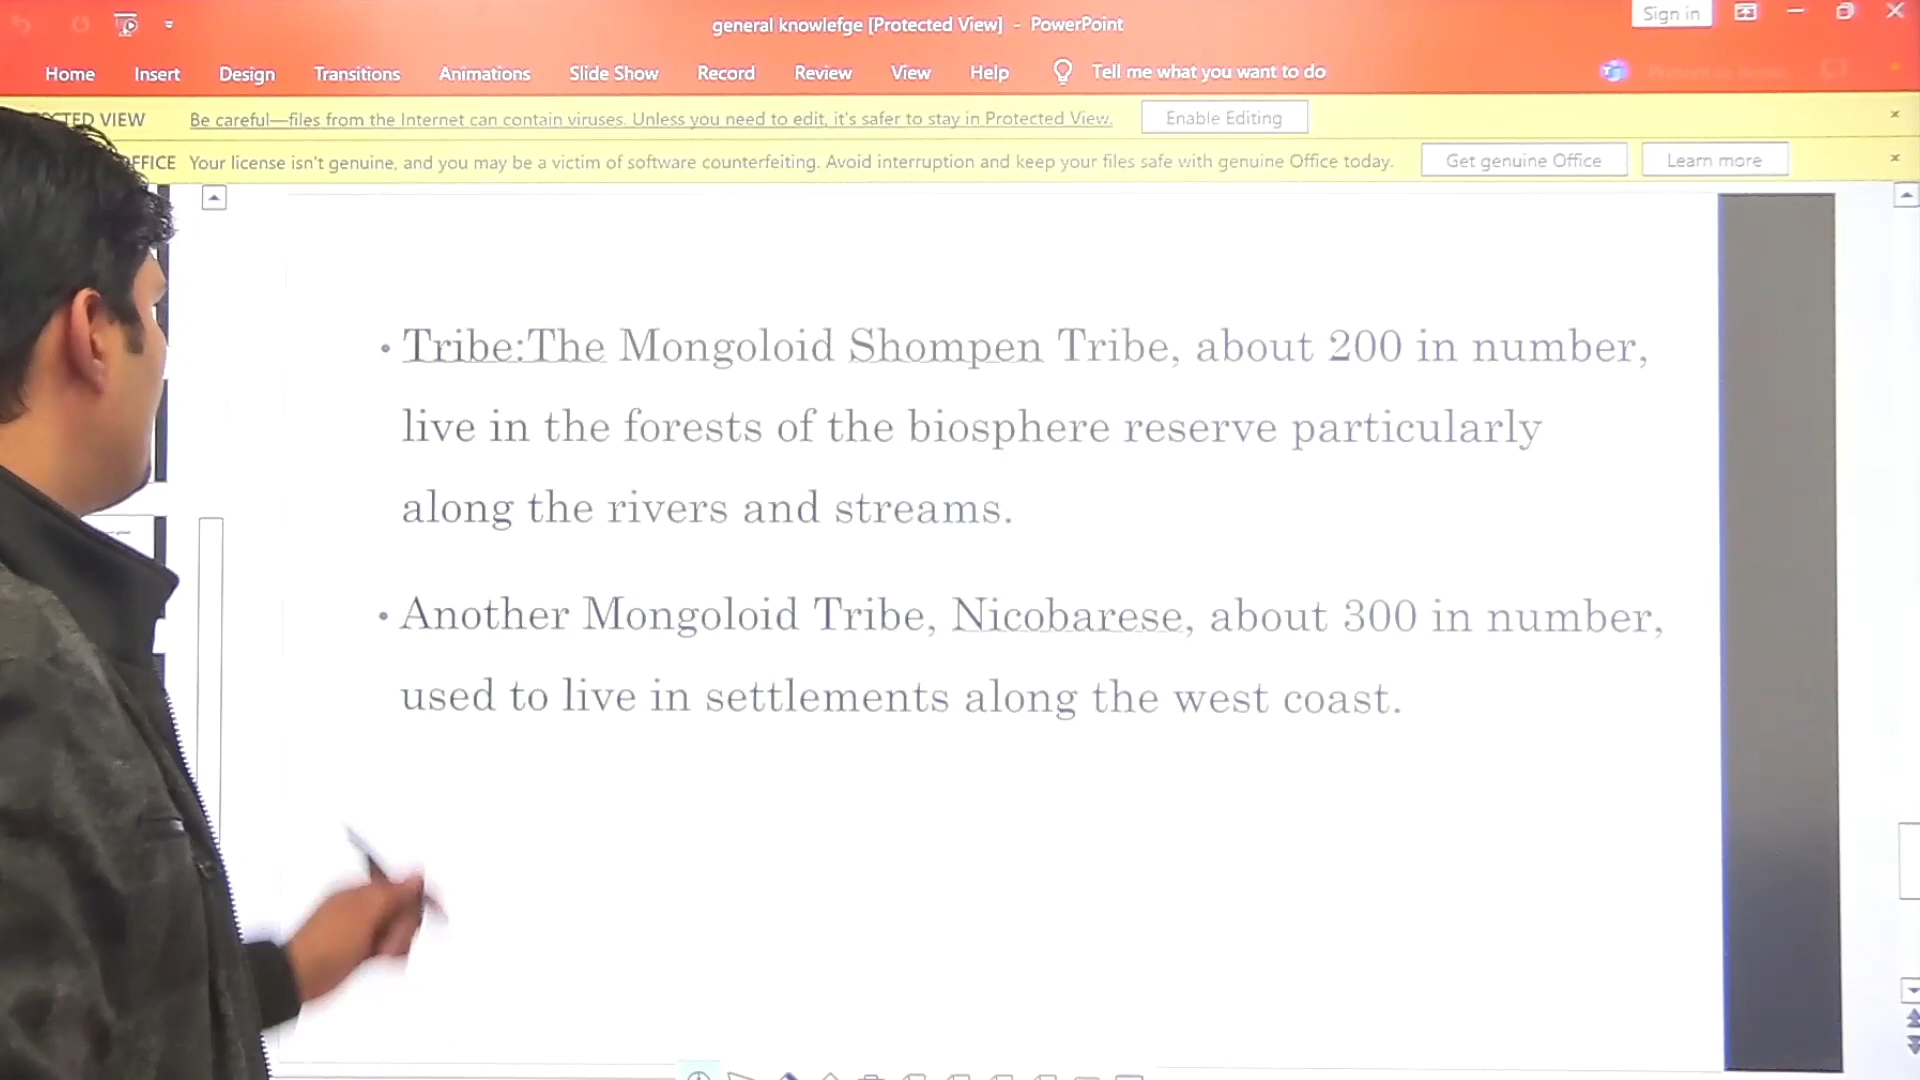 general knowlefge [Protected View] - PowerPoint
Sign in
Home Insert Design Transitions Animations Slide Show Record Review View Help Tell me what you want to do
VIEW Be careful—files from the Internet can contain viruses. Unless you need to edit, it's safer to stay in Protected View. Enable Editing
Your license isn't genuine, and you may be a victim of software counterfeiting. Avoid interruption and keep your files safe with genuine Office today. Get genuine Office Learn more
• Tribe:The Mongoloid Shompen Tribe, about 200 in number,
live in the forests of the biosphere reserve particularly
along the rivers and streams.
• Another Mongoloid Tribe, Nicobarese, about 300 in number,
used to live in settlements along the west coast.